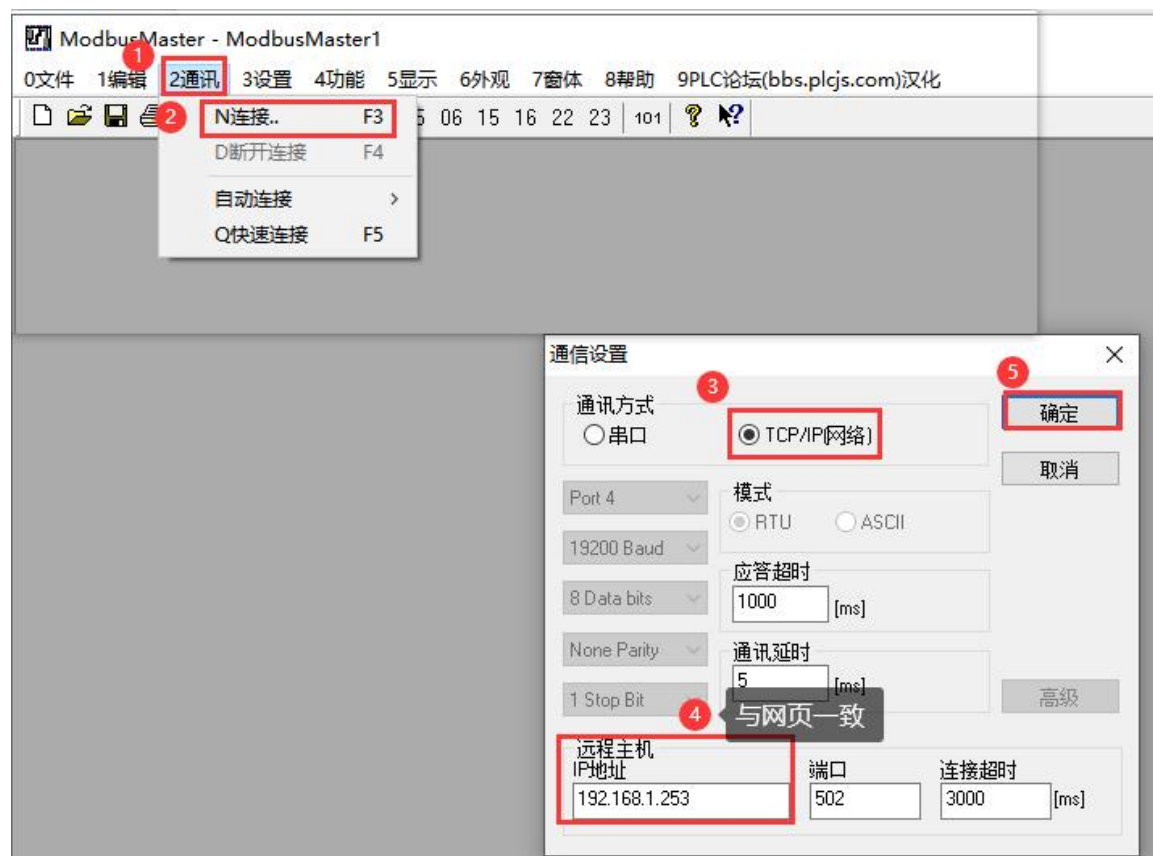 ModbusMaster - ModbusMaster1
1
0文件 1编辑 2通讯 3设置 4功能 5显示 6外观 7窗体 8帮助 9PLC论坛(bbs.plcjs.com)汉化
2 N连接.. F3
06 15 16 22 23 101
D断开连接 F4
自动连接
Q快速连接 F5
通信设置
通讯方式
串口
3
TCP/IP(网络)
5
确定
取消
Port 4
模式
RTU ASCII
19200 Baud
应答超时
1000 [ms]
8 Data bits
None Parity
通讯延时
5 [ms]
1 Stop Bit
高级
4 与网页一致
远程主机
IP地址 端口 连接超时
192.168.1.253 502 3000 [ms]